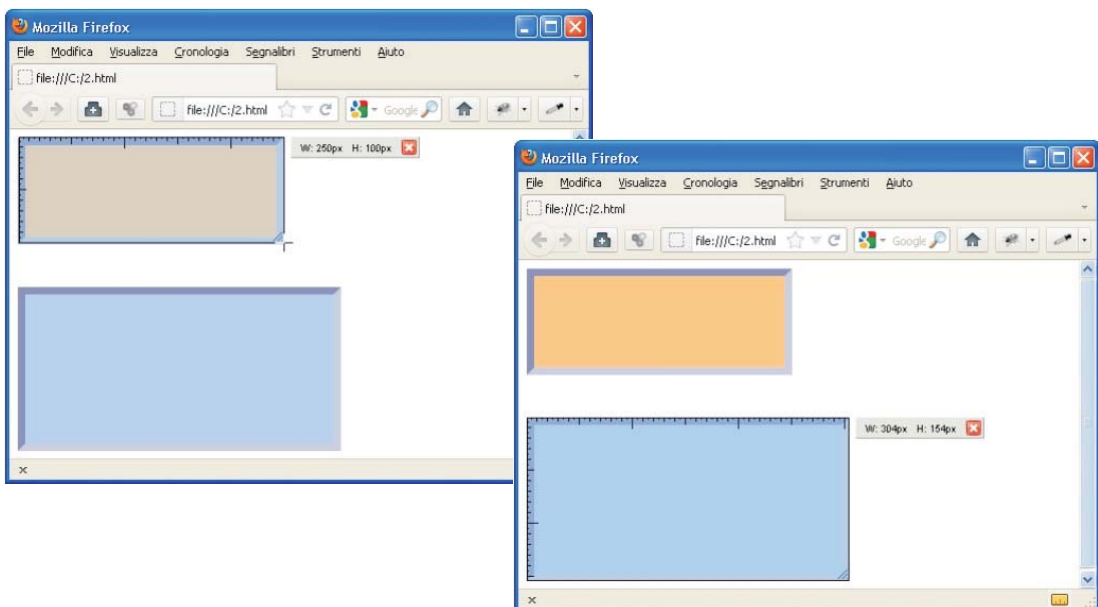 Mozilla Firefox
File Modifica Visualizza Cronologia Segnalibri Strumenti Aiuto
file:///C:/2.html
file:///C:/2.html Google
W: 250px H: 100px
x
Mozilla Firefox
File Modifica Visualizza Cronologia Segnalibri Strumenti Aiuto
file:///C:/2.html
file:///C:/2.html Google
W: 304px H: 154px
x